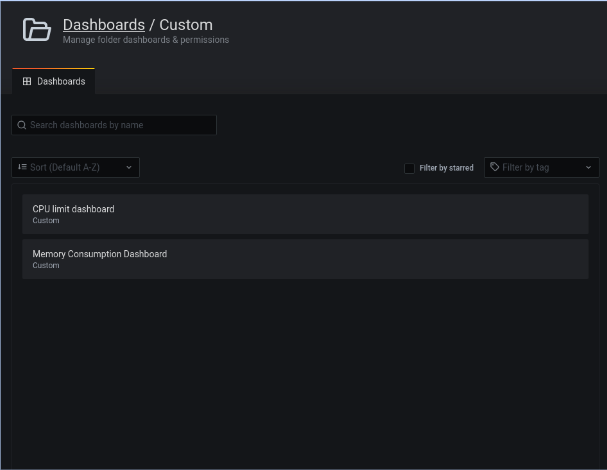 Dashboards / Custom
Manage folder dashboards & permissions
Dashboards
Search dashboards by name
Sort (Default A-Z)
Filter by starred
Filter by tag
CPU limit dashboard
Custom
Memory Consumption Dashboard
Custom